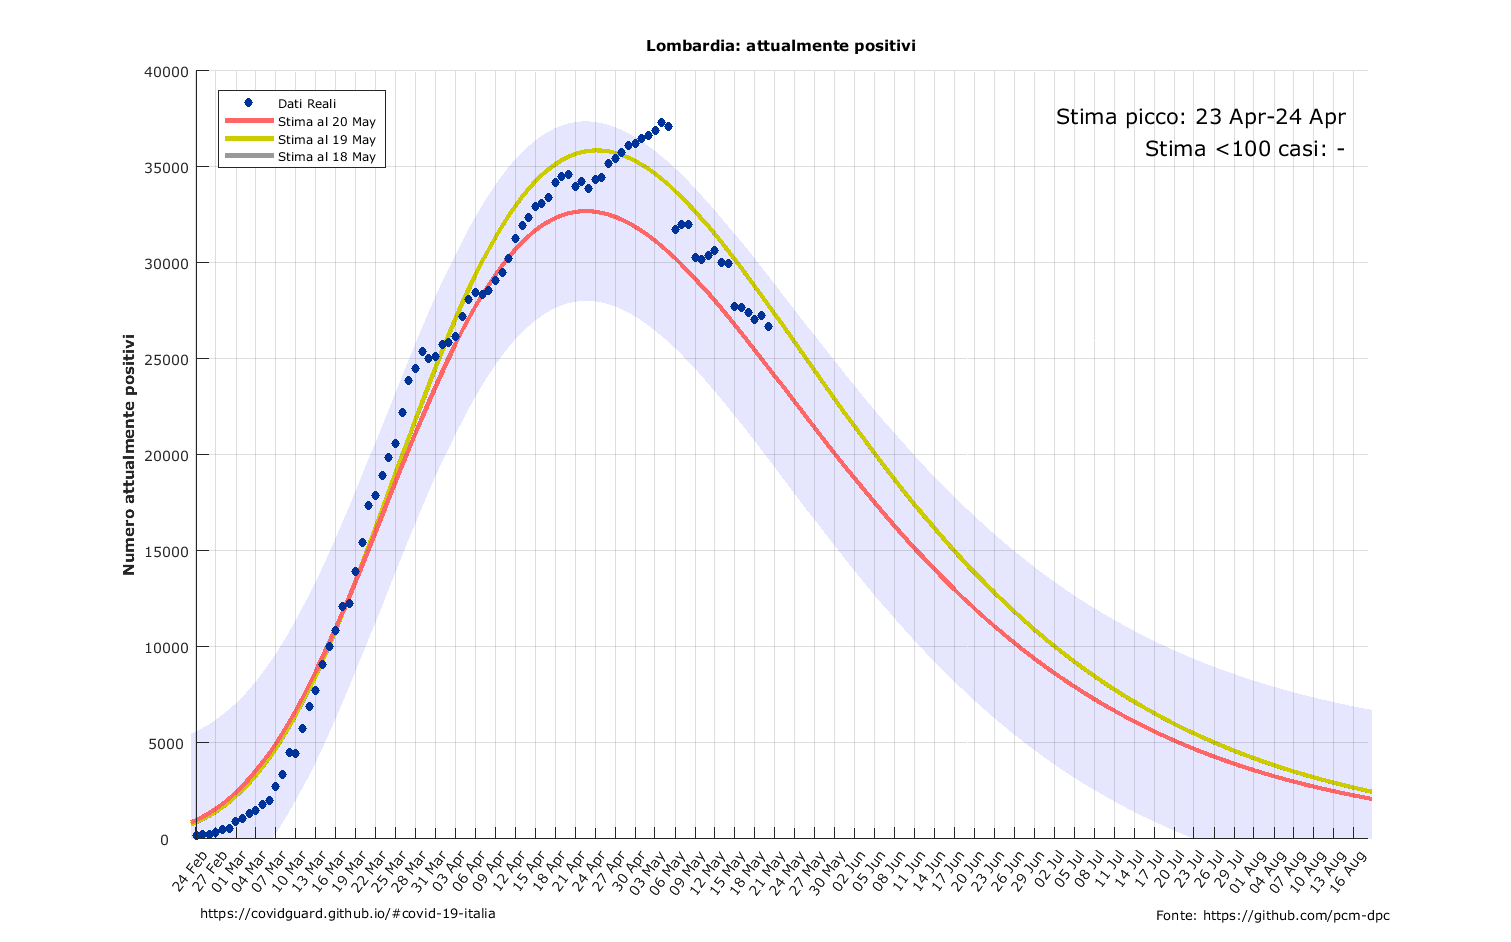 Lombardia: attualmente positivi
40000
35000
30000
25000
20000
15000
10000
5000
0
Numero attualmente positivi
Dati Reali
Stima al 20 May
Stima al 19 May
Stima al 18 May
Stima picco: 23 Apr-24 Apr
Stima <100 casi: -
24 Feb
27 Feb
01 Mar
04 Mar
07 Mar
10 Mar
13 Mar
16 Mar
19 Mar
22 Mar
25 Mar
28 Mar
31 Mar
03 Apr
06 Apr
09 Apr
12 Apr
15 Apr
18 Apr
21 Apr
24 Apr
27 Apr
30 Apr
03 May
06 May
09 May
12 May
15 May
18 May
21 May
24 May
27 May
30 May
02 Jun
05 Jun
08 Jun
11 Jun
14 Jun
17 Jun
20 Jun
23 Jun
26 Jun
29 Jun
02 Jul
05 Jul
08 Jul
11 Jul
14 Jul
17 Jul
20 Jul
23 Jul
26 Jul
29 Jul
01 Aug
04 Aug
07 Aug
10 Aug
13 Aug
16 Aug
https://covidguard.github.io/#covid-19-italia
Fonte: https://github.com/pcm-dpc